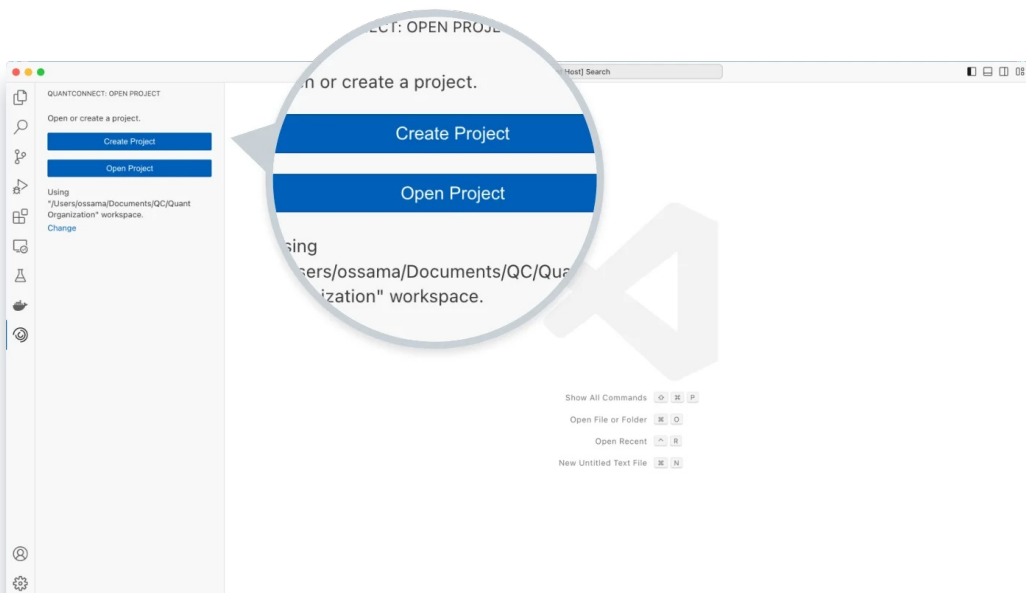 Host] Search
QUANTCONNECT: OPEN PROJECT
Open or create a project.
Create Project
Open Project
Using
"/Users/ossama/Documents/QC/Quant
Organization" workspace.
Change
ECT: OPEN PROJE
n or create a project.
Create Project
Open Project
sing
sers/ossama/Documents/QC/Qua
ization" workspace.
Show All Commands ⇧ ⌘ P
Open File or Folder ⌘ O
Open Recent ^ R
New Untitled Text File ⌘ N